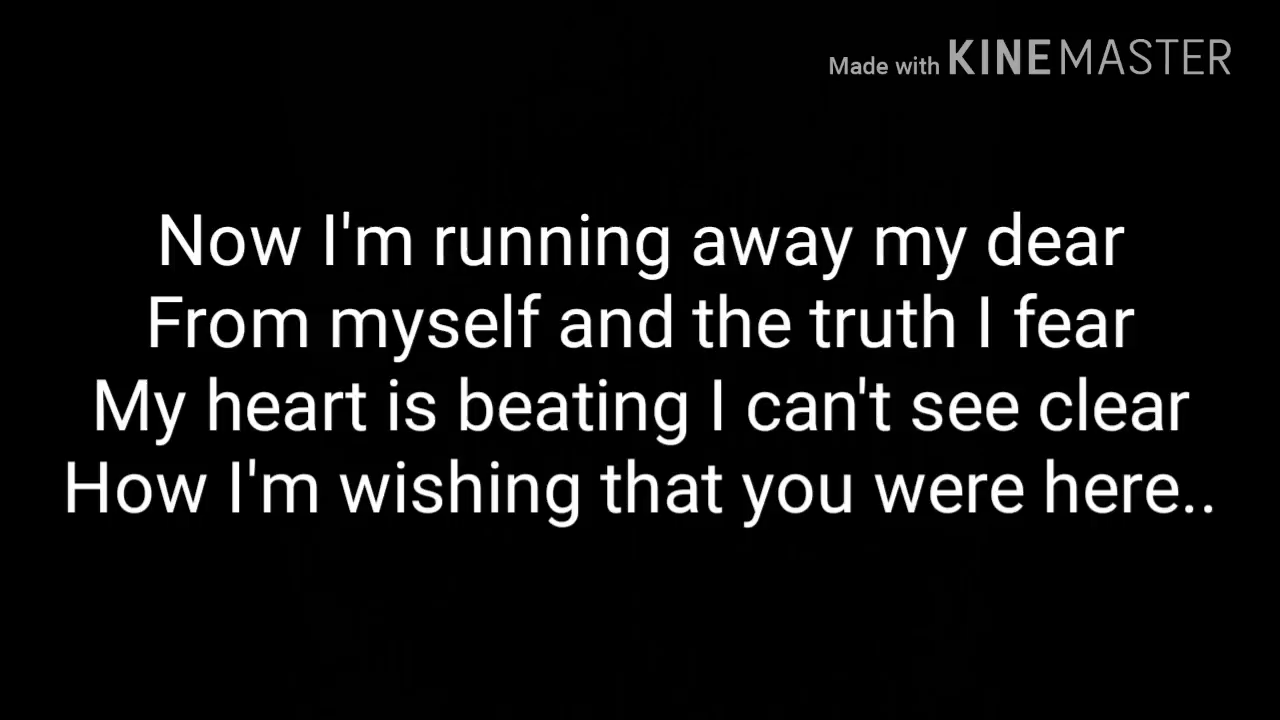 Made with KINEMASTER
Now I'm running away my dear
From myself and the truth I fear
My heart is beating I can't see clear
How I'm wishing that you were here..